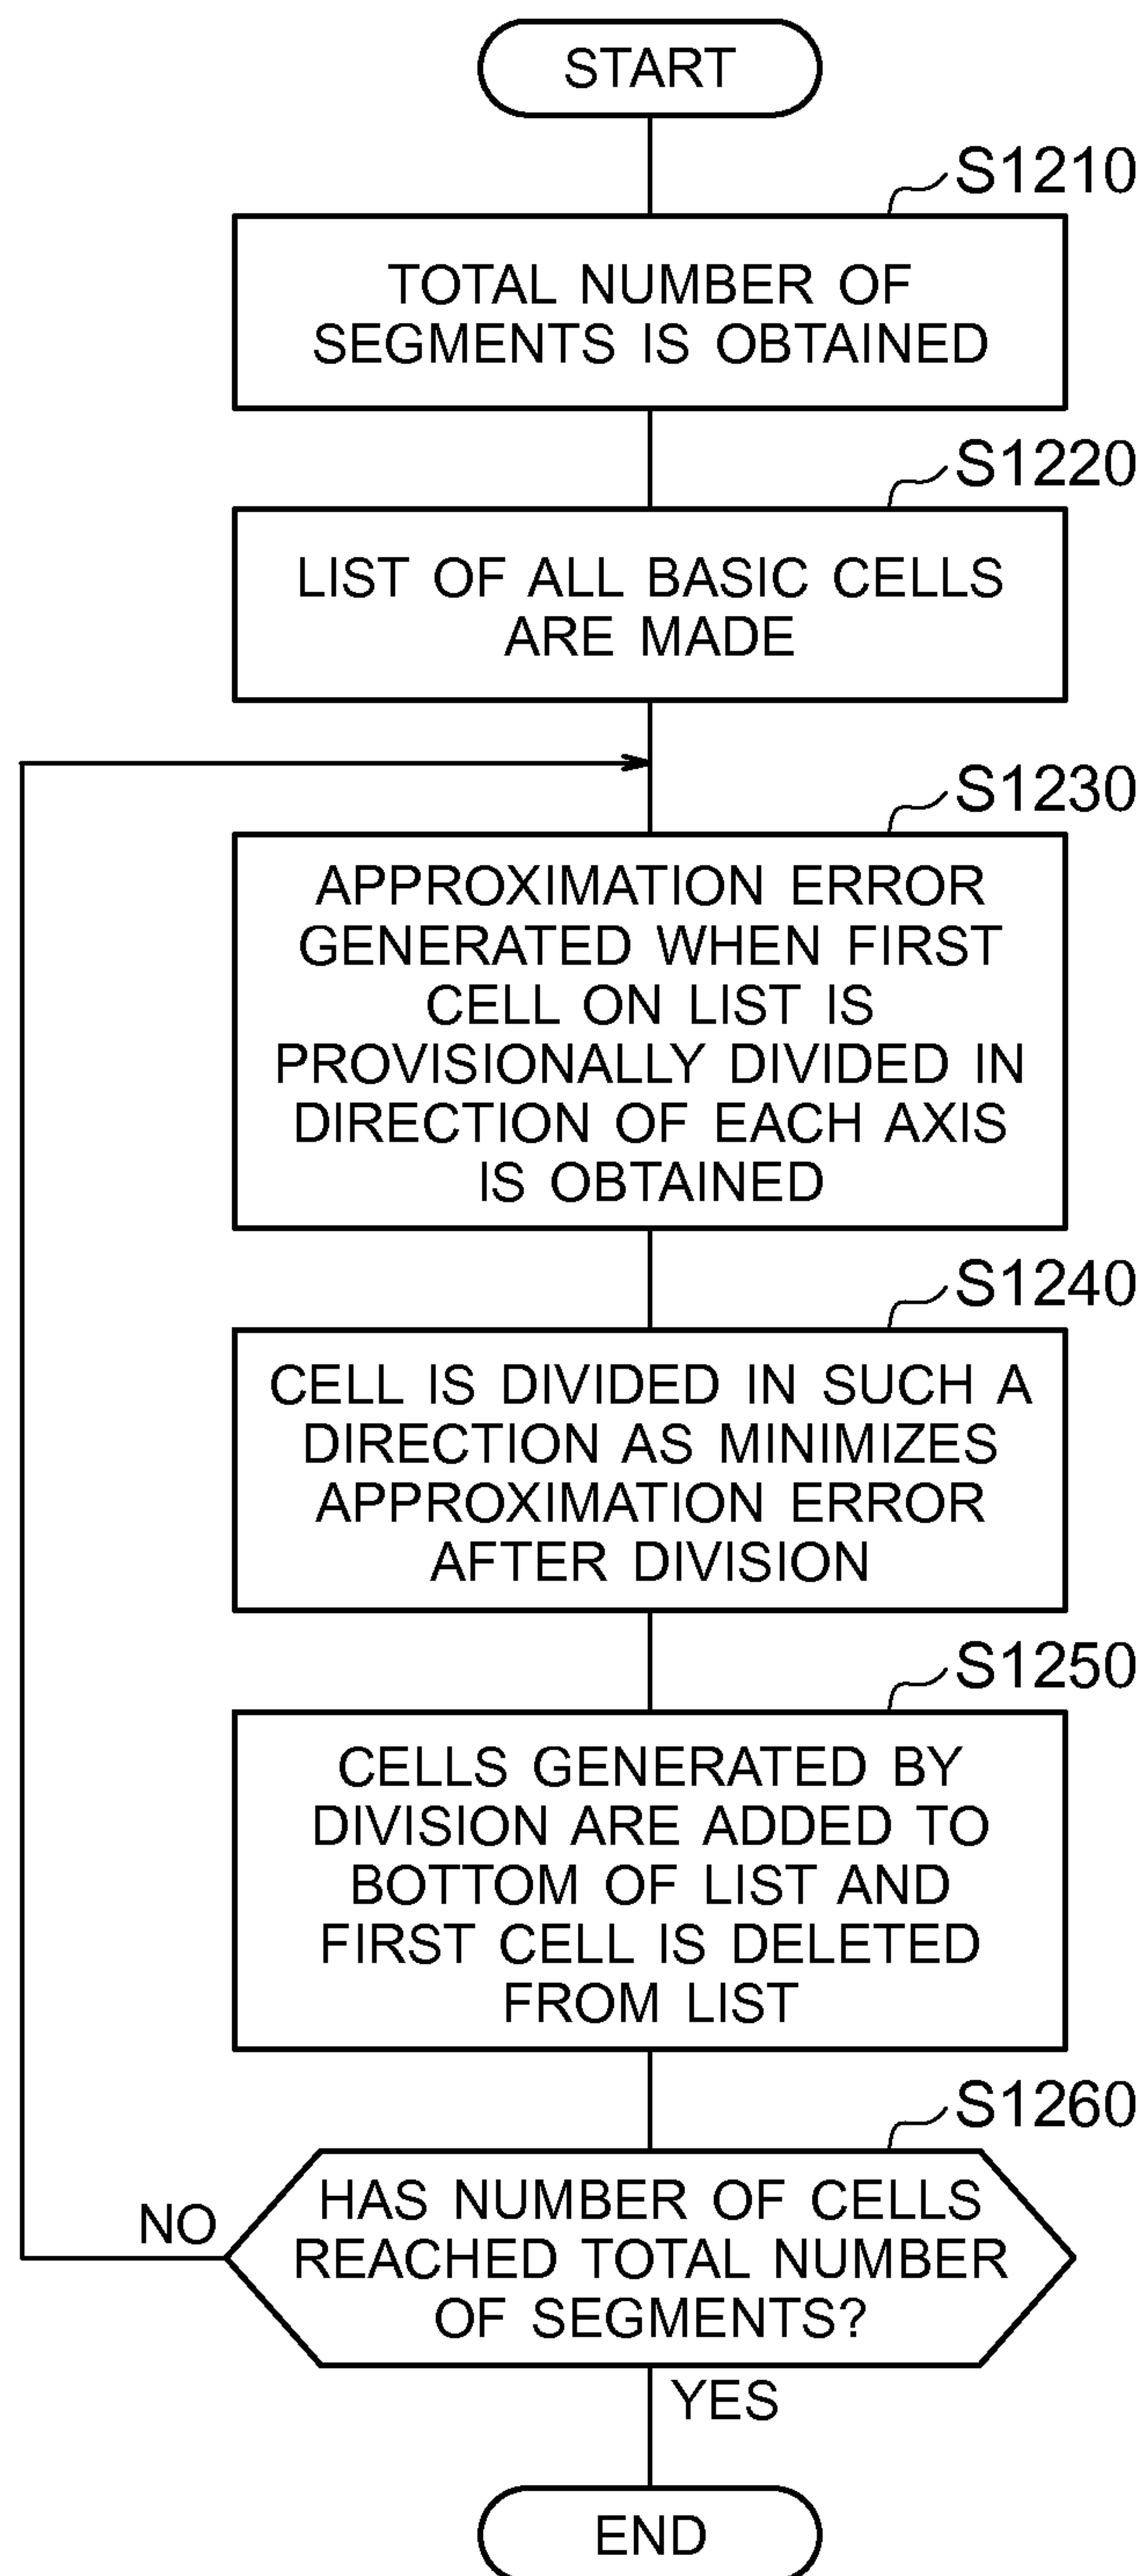 START
S1210
TOTAL NUMBER OF
SEGMENTS IS OBTAINED
S1220
LIST OF ALL BASIC CELLS
ARE MADE
S1230
APPROXIMATION ERROR
GENERATED WHEN FIRST
CELL ON LIST IS
PROVISIONALLY DIVIDED IN
DIRECTION OF EACH AXIS
IS OBTAINED
S1240
CELL IS DIVIDED IN SUCH A
DIRECTION AS MINIMIZES
APPROXIMATION ERROR
AFTER DIVISION
S1250
CELLS GENERATED BY
DIVISION ARE ADDED TO
BOTTOM OF LIST AND
FIRST CELL IS DELETED
FROM LIST
S1260
HAS NUMBER OF CELLS
REACHED TOTAL NUMBER
OF SEGMENTS?
NO
YES
END